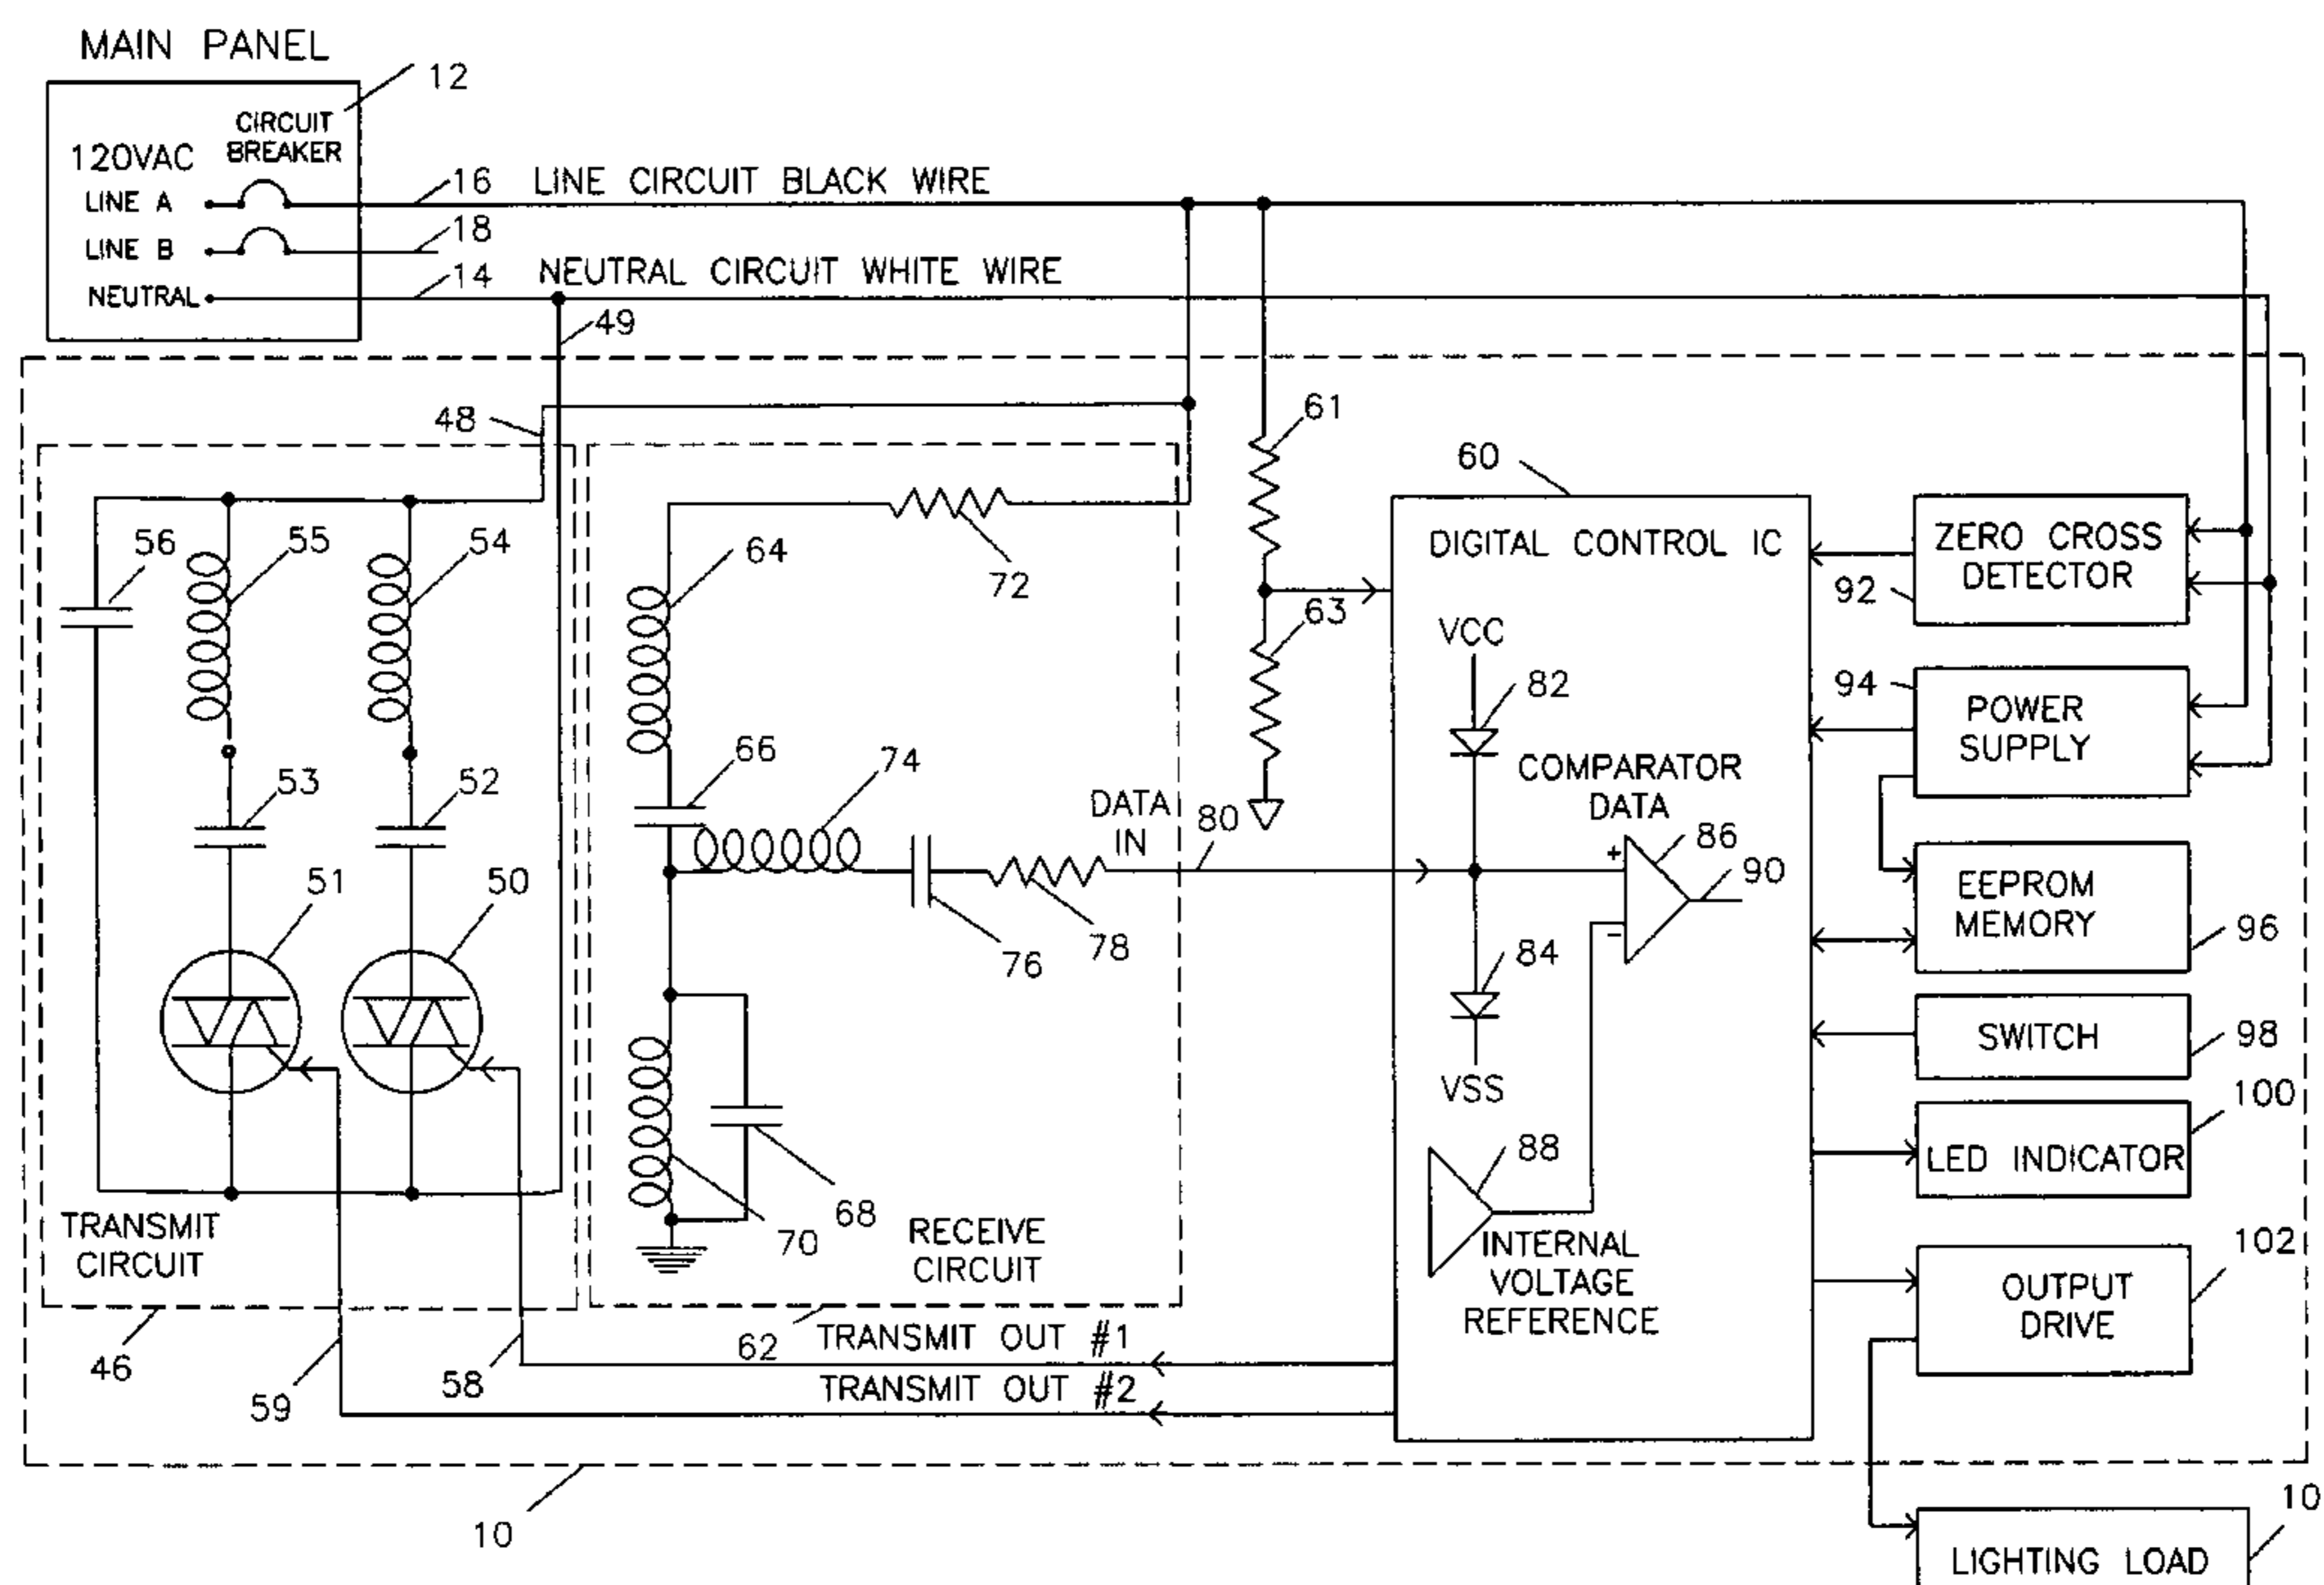 MAIN PANEL
12
CIRCUIT
BREAKER
120VAC
LINE A
LINE B
NEUTRAL
16
LINE CIRCUIT BLACK WIRE
18
14
NEUTRAL CIRCUIT WHITE WIRE
49
48
61
60
56
55
54
64
72
63
DIGITAL CONTROL IC
ZERO CROSS
DETECTOR
92
VCC
82
94
POWER
SUPPLY
53
52
66
74
DATA
IN
80
COMPARATOR
DATA
86
+
−
90
51
50
76
78
84
VSS
EEPROM
MEMORY
96
SWITCH
98
100
LED INDICATOR
88
INTERNAL
VOLTAGE
REFERENCE
68
70
RECEIVE
CIRCUIT
TRANSMIT
CIRCUIT
102
OUTPUT
DRIVE
46
59
58
62
TRANSMIT OUT #1
TRANSMIT OUT #2
10
10
LIGHTING LOAD